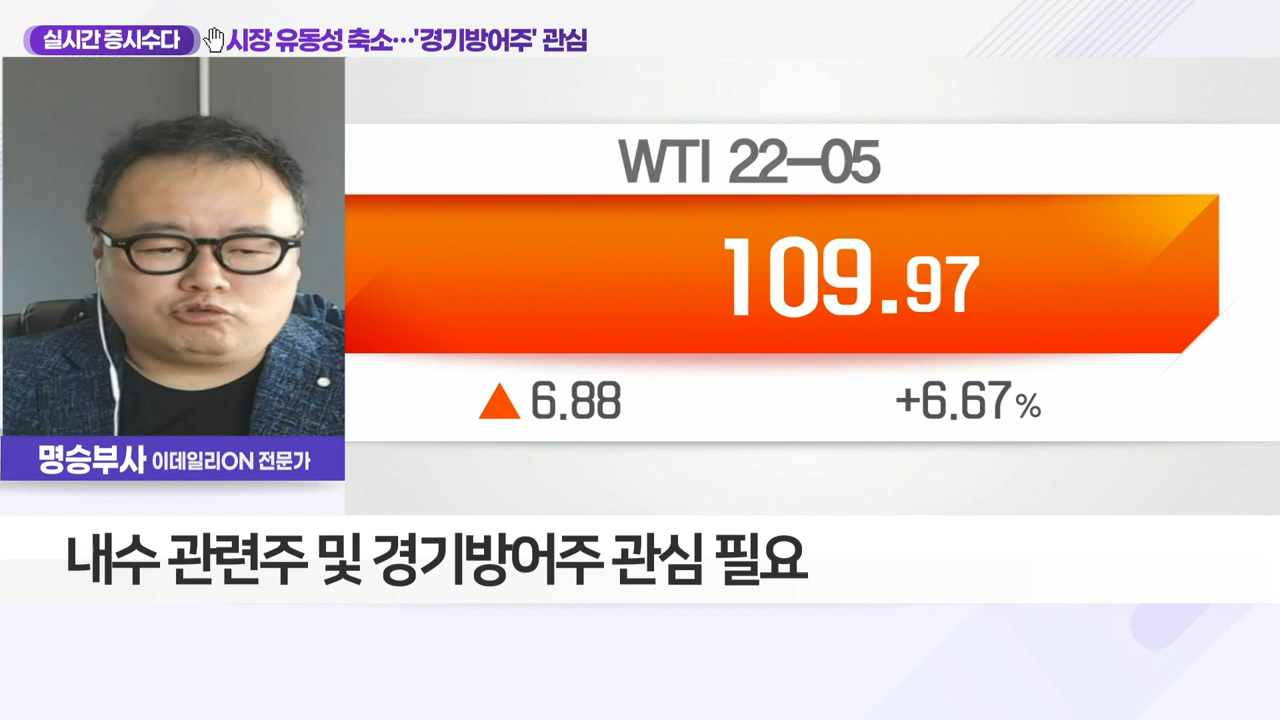 실시간 증시수다
시장 유동성 축소…'경기방어주' 관심
WTI 22-05
109.97
▲ 6.88
+6.67%
명승부사 이데일리ON 전문가
내수 관련주 및 경기방어주 관심 필요